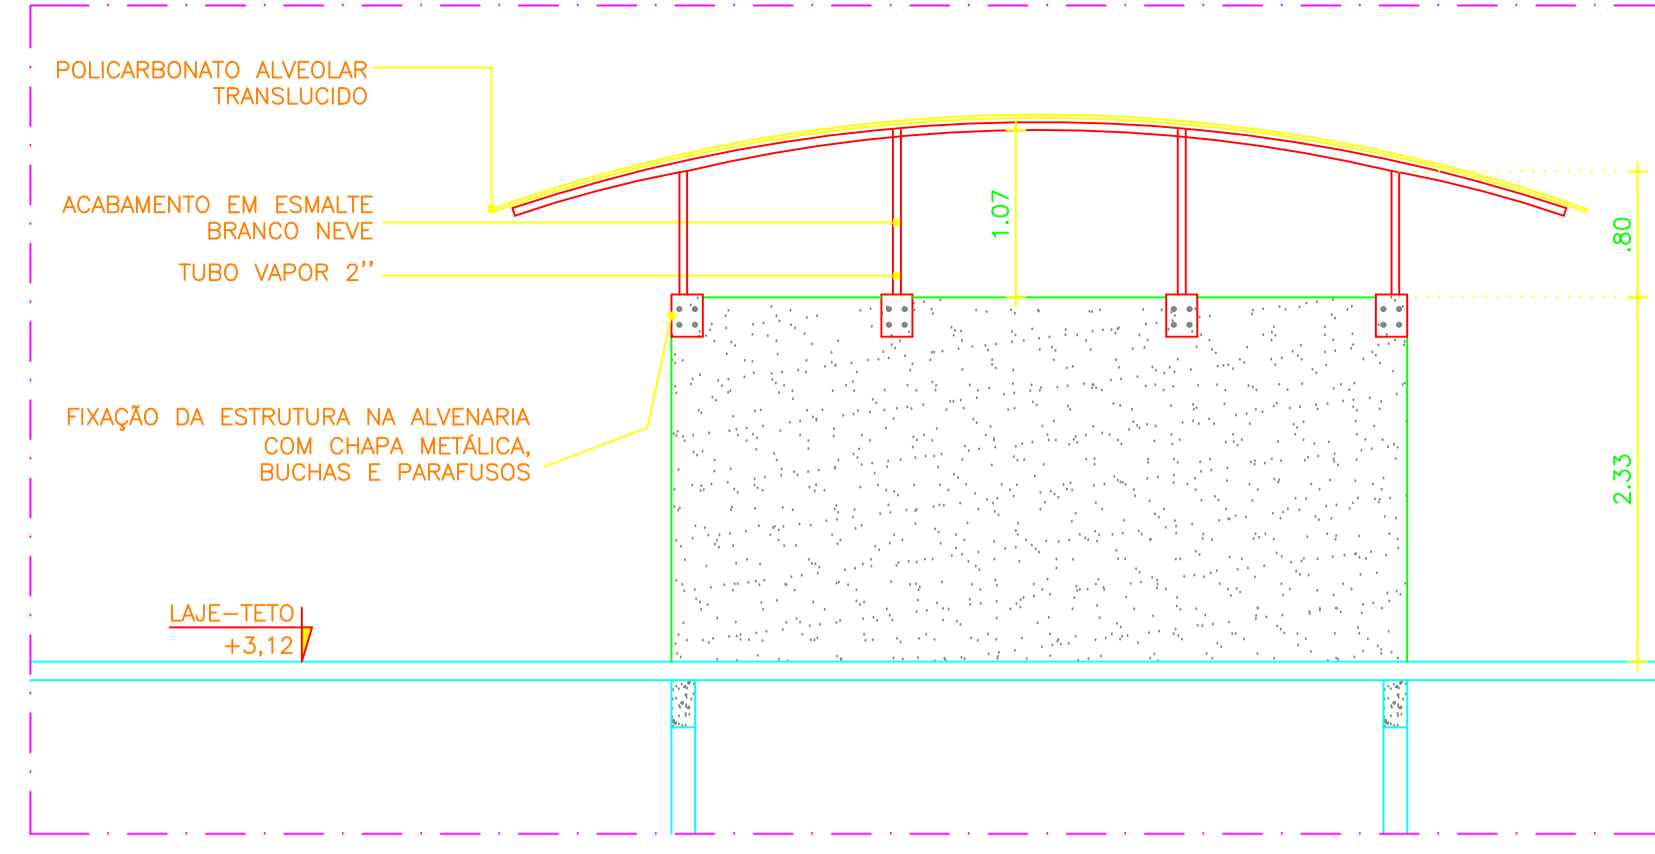 POLICARBONATO ALVEOLAR
TRANSLUCIDO
ACABAMENTO EM ESMALTE
BRANCO NEVE
TUBO VAPOR 2''
1.07
.80
FIXAÇÃO DA ESTRUTURA NA ALVENARIA
COM CHAPA METÁLICA,
BUCHAS E PARAFUSOS
2.33
LAJE-TETO
+3,12